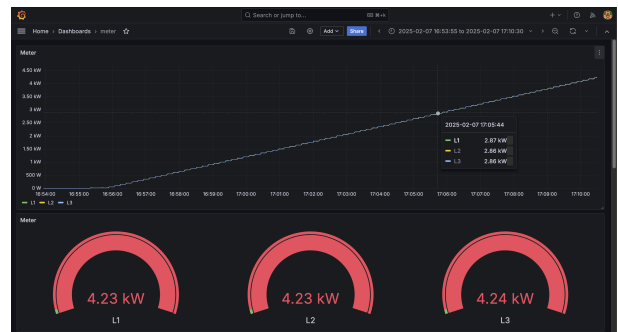 Search or jump to...
⌘+k
Home › Dashboards › meter
Add
Share
2025-02-07 16:53:55 to 2025-02-07 17:10:30
Meter
4.50 kW
4 kW
3.50 kW
3 kW
2.50 kW
2 kW
1.50 kW
1 kW
500 W
0 W
16:54:00 16:55:00 16:56:00 16:57:00 16:58:00 16:59:00 17:00:00 17:01:00 17:02:00 17:03:00 17:04:00 17:05:00 17:06:00 17:07:00 17:08:00 17:09:00 17:10:00
2025-02-07 17:05:44
L1 2.87 kW
L2 2.86 kW
L3 2.86 kW
L1 L2 L3
Meter
4.23 kW 4.23 kW 4.24 kW
L1 L2 L3